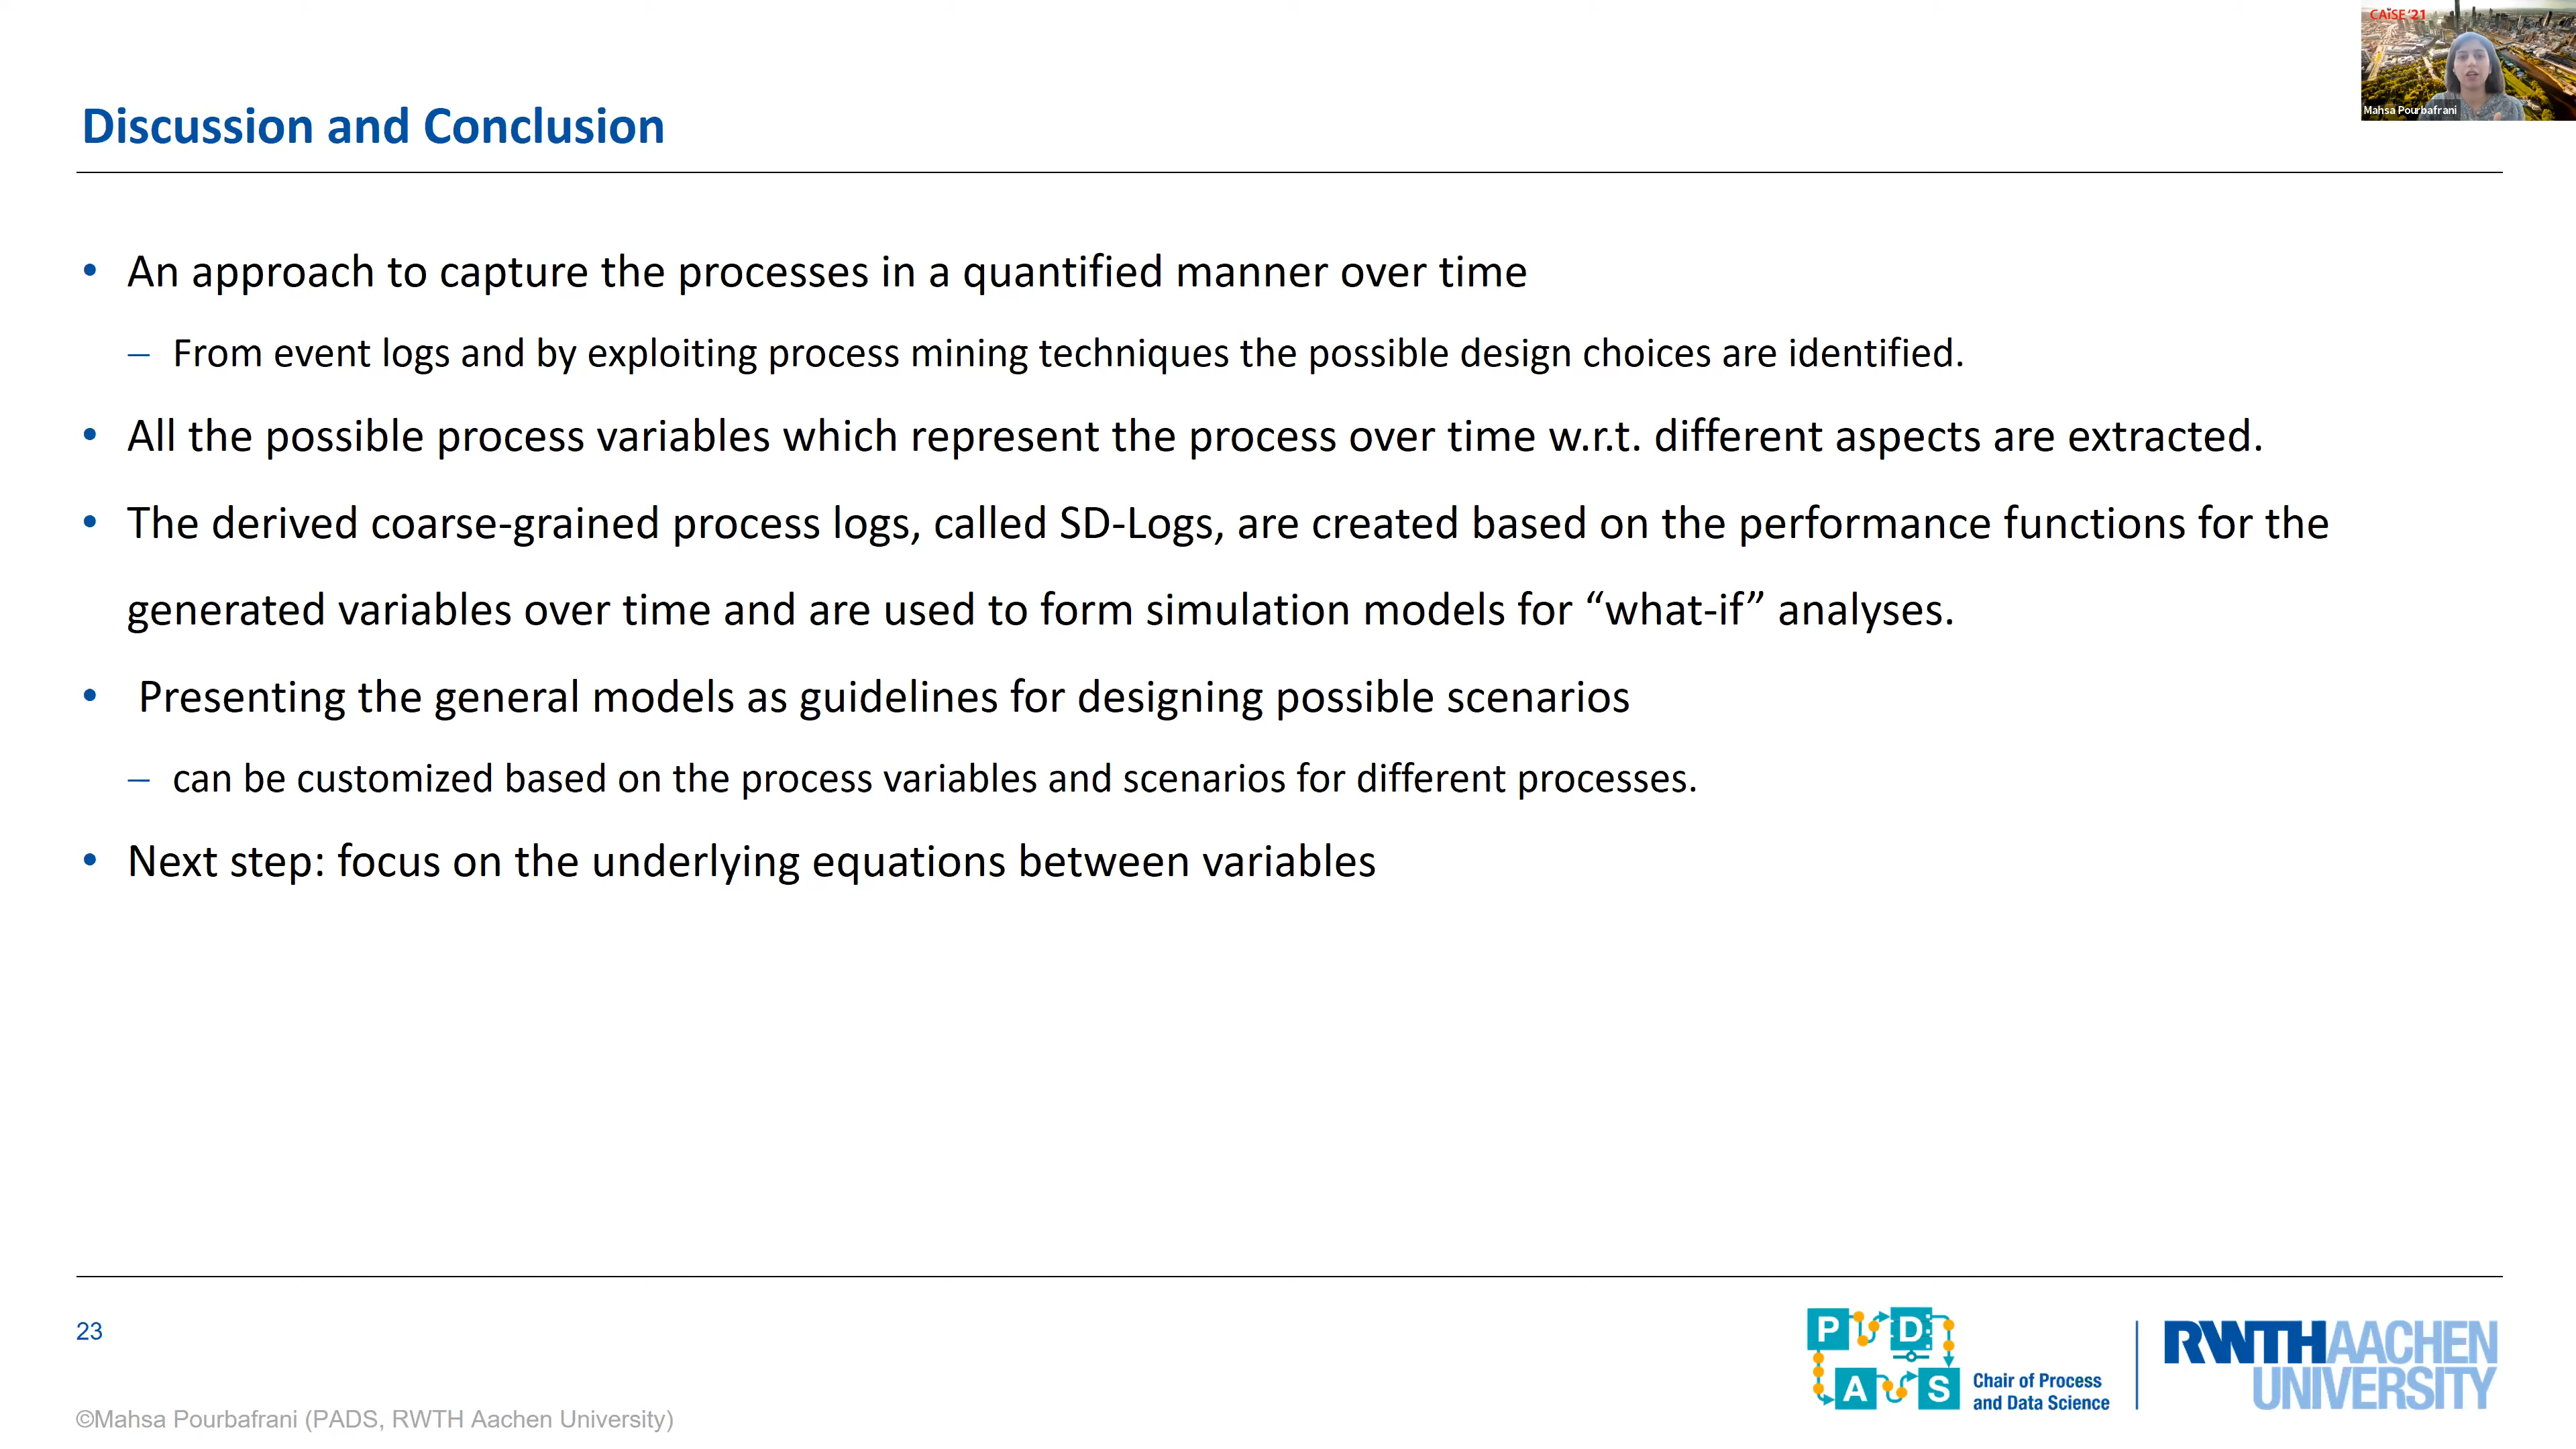 CAiSE '21
Mahsa Pourbafrani
Discussion and Conclusion
• An approach to capture the processes in a quantified manner over time
– From event logs and by exploiting process mining techniques the possible design choices are identified.
• All the possible process variables which represent the process over time w.r.t. different aspects are extracted.
• The derived coarse-grained process logs, called SD-Logs, are created based on the performance functions for the
generated variables over time and are used to form simulation models for “what-if” analyses.
• Presenting the general models as guidelines for designing possible scenarios
– can be customized based on the process variables and scenarios for different processes.
• Next step: focus on the underlying equations between variables
23
P D
A S
Chair of Process
and Data Science
RWTH AACHEN
UNIVERSITY
©Mahsa Pourbafrani (PADS, RWTH Aachen University)